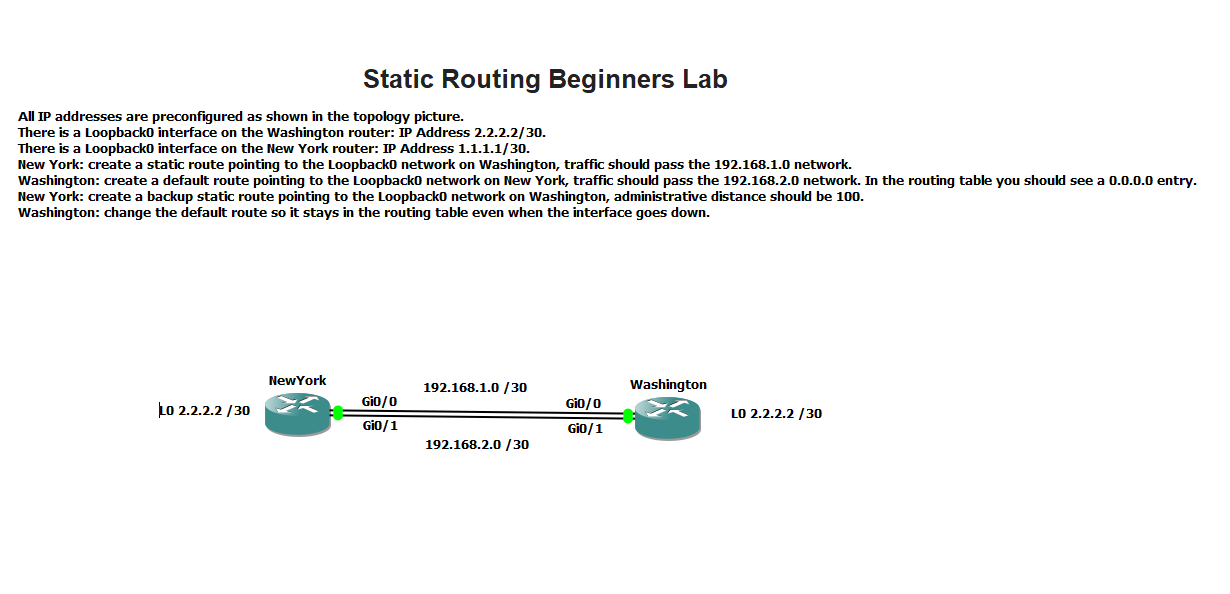 Static Routing Beginners Lab
All IP addresses are preconfigured as shown in the topology picture.
There is a Loopback0 interface on the Washington router: IP Address 2.2.2.2/30.
There is a Loopback0 interface on the New York router: IP Address 1.1.1.1/30.
New York: create a static route pointing to the Loopback0 network on Washington, traffic should pass the 192.168.1.0 network.
Washington: create a default route pointing to the Loopback0 network on New York, traffic should pass the 192.168.2.0 network. In the routing table you should see a 0.0.0.0 entry.
New York: create a backup static route pointing to the Loopback0 network on Washington, administrative distance should be 100.
Washington: change the default route so it stays in the routing table even when the interface goes down.
NewYork
192.168.1.0 /30
Washington
Gi0/0
Gi0/0
L0 2.2.2.2 /30
L0 2.2.2.2 /30
Gi0/1
Gi0/1
192.168.2.0 /30